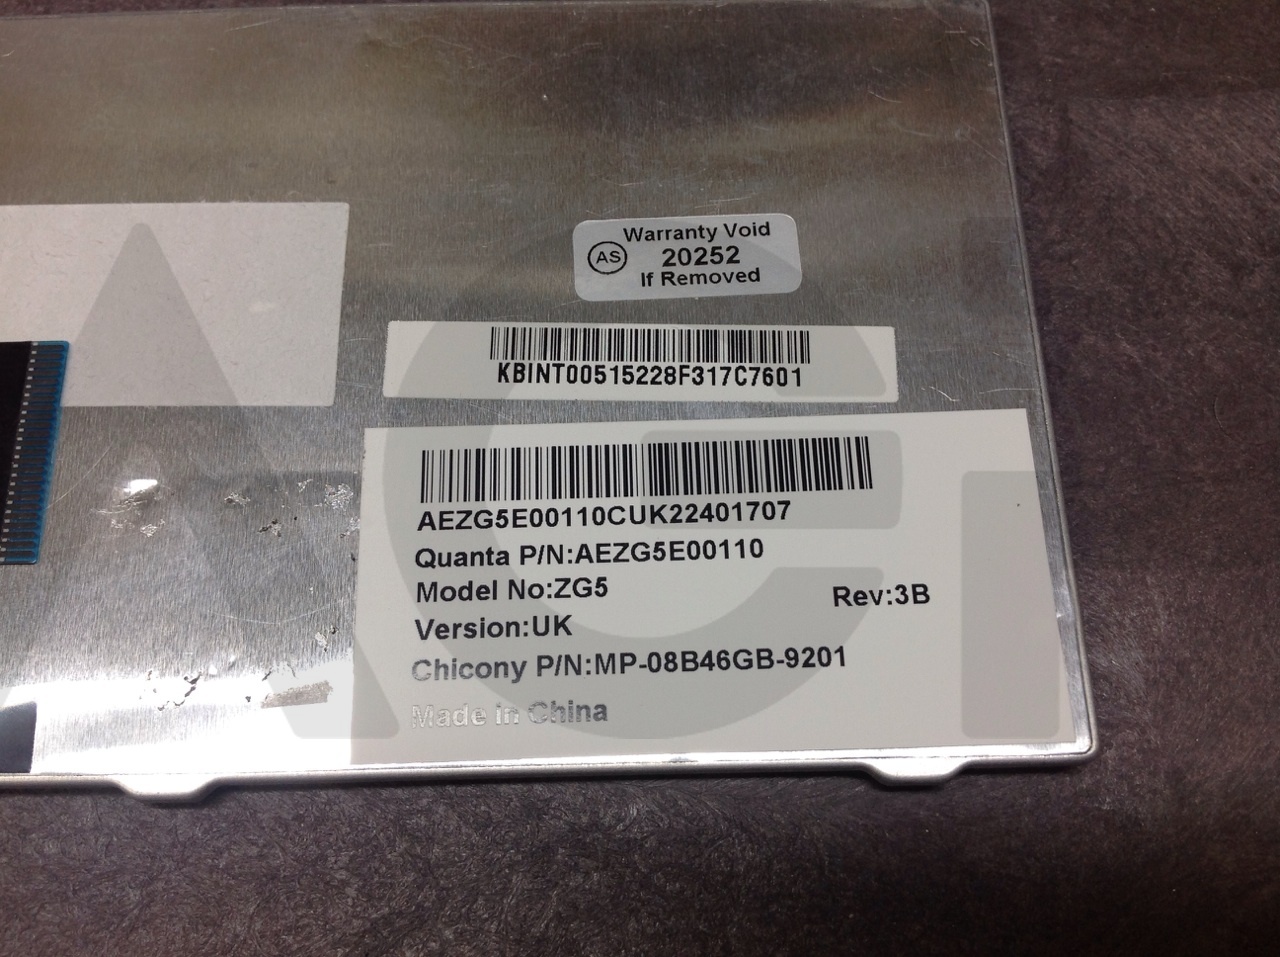 Warranty Void
AS
20252
If Removed
KBINT00515228F317C7601
AEZG5E00110CUK22401707
Quanta P/N:AEZG5E00110
Model No:ZG5
Rev:3B
Version:UK
Chicony P/N:MP-08B46GB-9201
Made in China
ACi